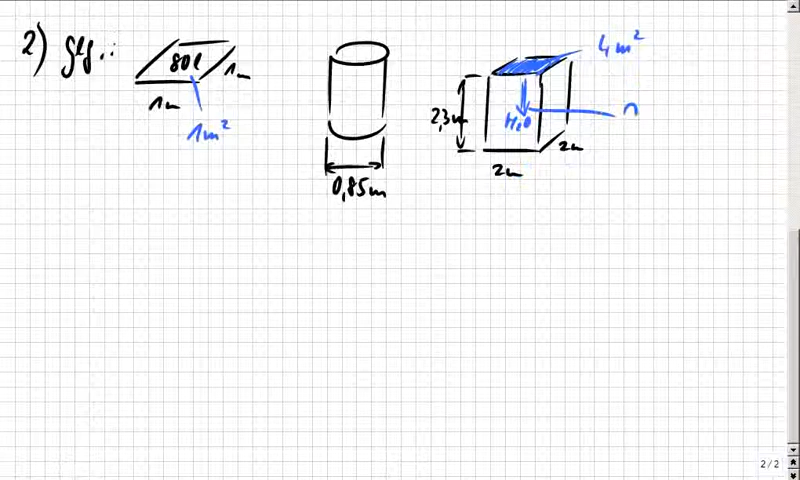 2) geg.:
80l
1m
1m
1m²
0,85m
4m²
2,3m
H₂O
2m
2m
2/2